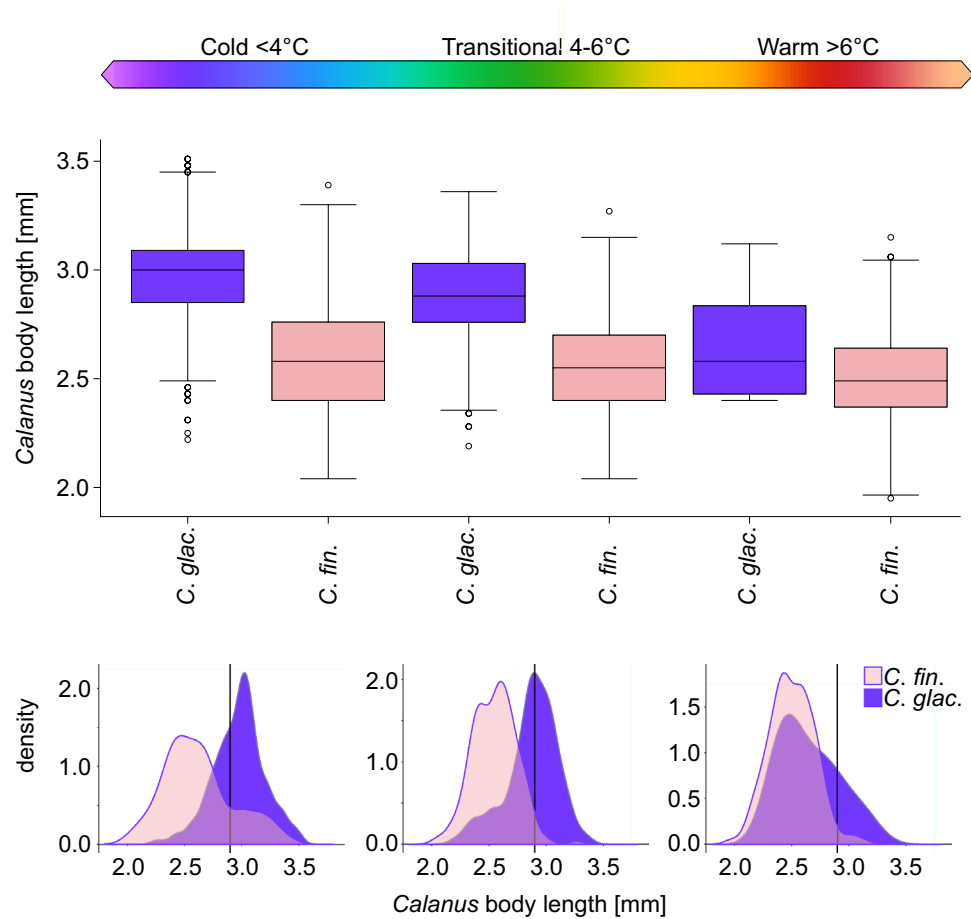 Cold <4°C Transitional 4-6°C Warm >6°C
Calanus body length [mm]
3.5
3.0
2.5
2.0
C. glac. C. fin. C. glac. C. fin. C. glac. C. fin.
density
2.0
1.0
0.0
2.0 2.5 3.0 3.5
2.0
1.0
0.0
2.0 2.5 3.0 3.5
1.5
1.0
0.5
0.0
2.0 2.5 3.0 3.5
C. fin.
C. glac.
Calanus body length [mm]